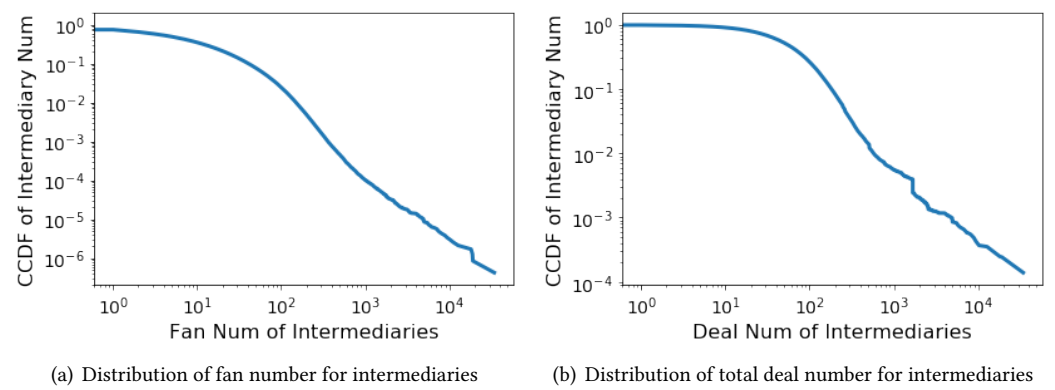 CCDF of Intermediary Num
10^0
10^-1
10^-2
10^-3
10^-4
10^-5
10^-6
10^0 10^1 10^2 10^3 10^4
Fan Num of Intermediaries
(a) Distribution of fan number for intermediaries
CCDF of Intermediary Num
10^0
10^-1
10^-2
10^-3
10^-4
10^0 10^1 10^2 10^3 10^4
Deal Num of Intermediaries
(b) Distribution of total deal number for intermediaries